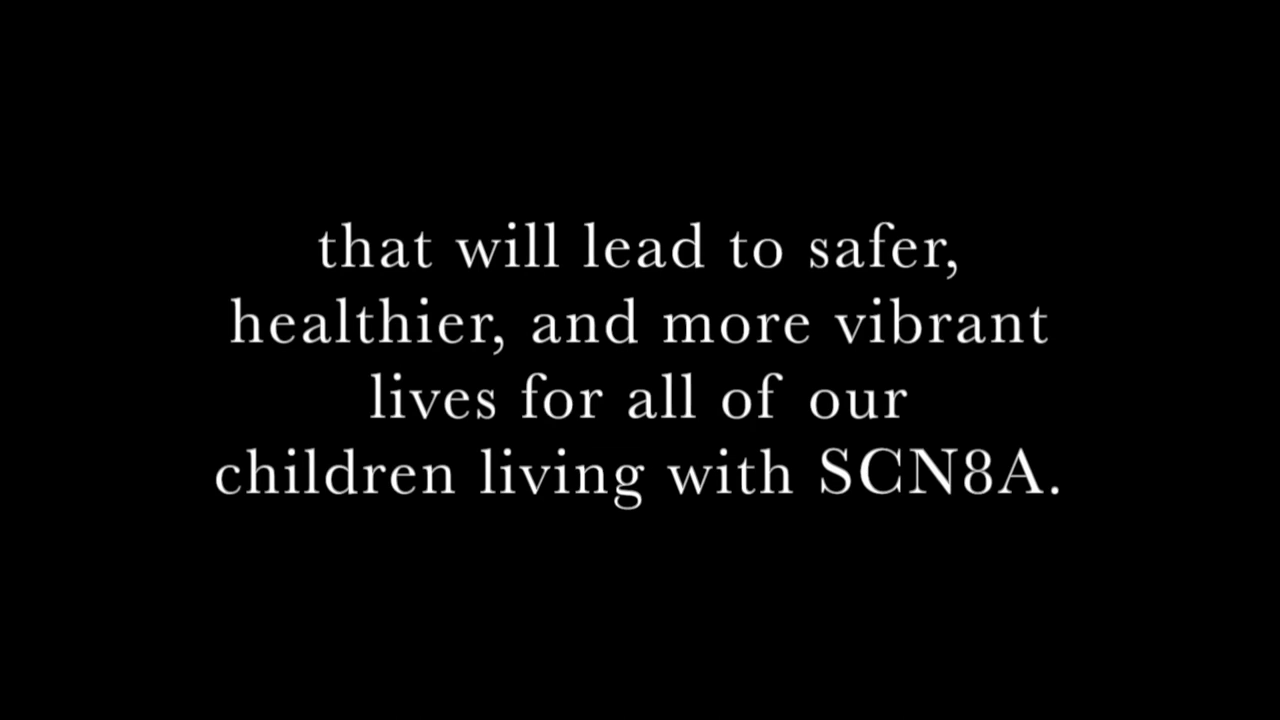 that will lead to safer,
healthier, and more vibrant
lives for all of our
children living with SCN8A.